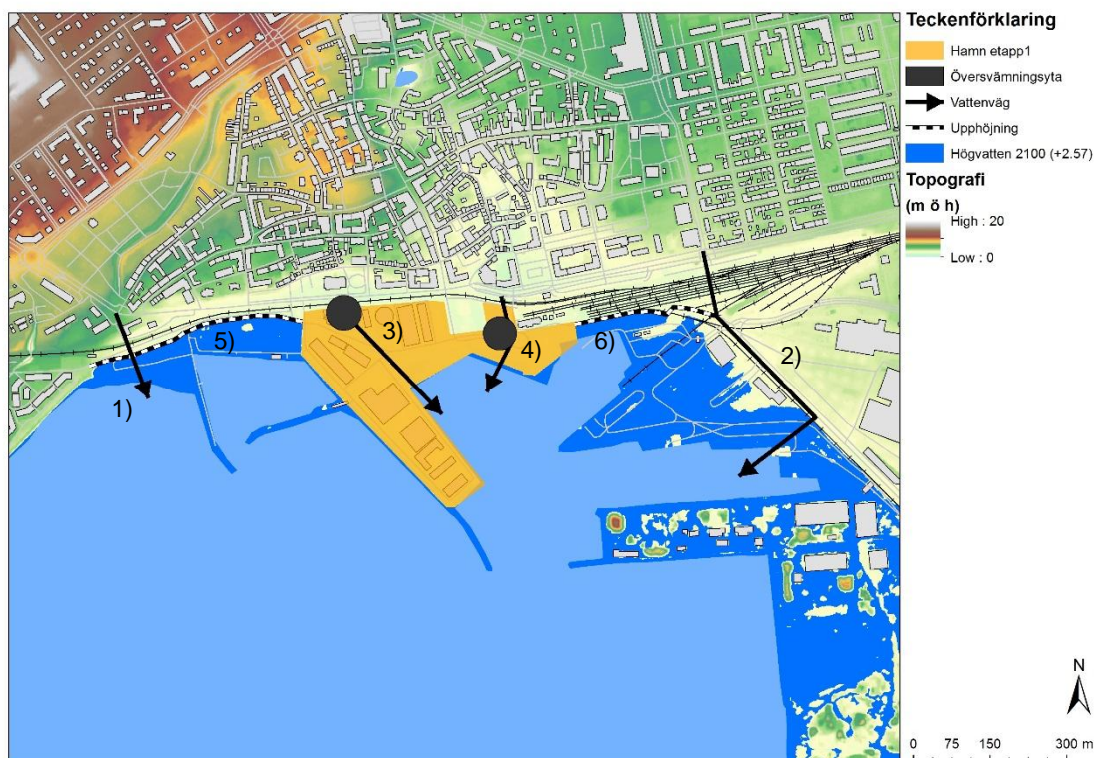 Teckenförklaring
Hamn etapp1
Översvämningsyta
Vattenväg
Upphöjning
Högvatten 2100 (+2.57)
Topografi
(m ö h)
High : 20
Low : 0
3)
4)
5)
6)
2)
1)
N
0 75 150 300 m